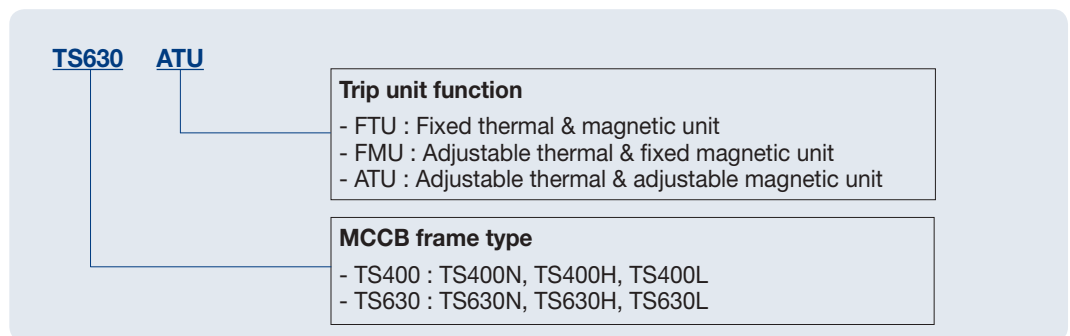 TS630 ATU
Trip unit function
- FTU : Fixed thermal & magnetic unit
- FMU : Adjustable thermal & fixed magnetic unit
- ATU : Adjustable thermal & adjustable magnetic unit
MCCB frame type
- TS400 : TS400N, TS400H, TS400L
- TS630 : TS630N, TS630H, TS630L